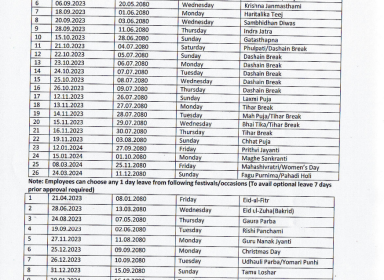 6 06.09.2023 20.05.2080 Wednesday Krishna Janmasthami
7 18.09.2023 01.06.2080 Monday Haritalika Teej
8 20.09.2023 03.06.2080 Wednesday Sambhidhan Diwas
9 28.09.2023 11.06.2080 Thursday Indra Jatra
10 15.10.2023 28.06.2080 Sunday Gatasthapna
11 21.10.2023 04.07.2080 Saturday Phulpati/Dashain Break
12 22.10.2023 05.07.2080 Sunday Dashain Break
13 23.10.2023 06.07.2080 Monday Dashain Break
14 24.10.2023 07.07.2080 Tuesday Dashain Break
15 25.10.2023 08.07.2080 Wednesday Dashain Break
16 26.10.2023 09.07.2080 Thursday Dashain Break
17 12.11.2023 26.07.2080 Sunday Laxmi Puja
18 13.11.2023 27.07.2080 Monday Tihar Break
19 14.11.2023 28.07.2080 Tuesday Mah Puja/Tihar Break
20 15.11.2023 29.07.2080 Wednesday Bhai Tika/Tihar Break
21 16.11.2023 30.07.2080 Thursday Tihar Break
22 19.11.2023 03.08.2080 Sunday Chhat Puja
23 12.01.2024 27.09.2080 Friday Prithvi Jayanti
24 15.01.2024 01.10.2080 Monday Maghe Sankranti
25 08.03.2024 25.11.2080 Friday Mahashivratri/Women's Day
26 24.03.2024 11.12.2080 Sunday Fagu Purnima/Pahadi Holi
Note: Employees can choose any 1 day leave from following festivals/occasions (To avail optional leave 7 days
prior approval required)
1 21.04.2023 08.01.2080 Friday Eid-al-Fitr
2 28.06.2023 13.03.2080 Wednesday Eid ul-Zuha(Bakrid)
3 24.08.2023 07.05.2080 Thursday Gaura Parba
4 19.09.2023 02.06.2080 Tuesday Rishi Panchami
5 27.11.2023 11.08.2080 Monday Guru Nanak Jyanti
6 25.12.2023 09.09.2080 Monday Christmas Day
7 26.12.2023 10.09.2080 Tuesday Udhauli Parba/Yomari Punhi
8 31.12.2023 15.09.2080 Sunday Tama Loshar